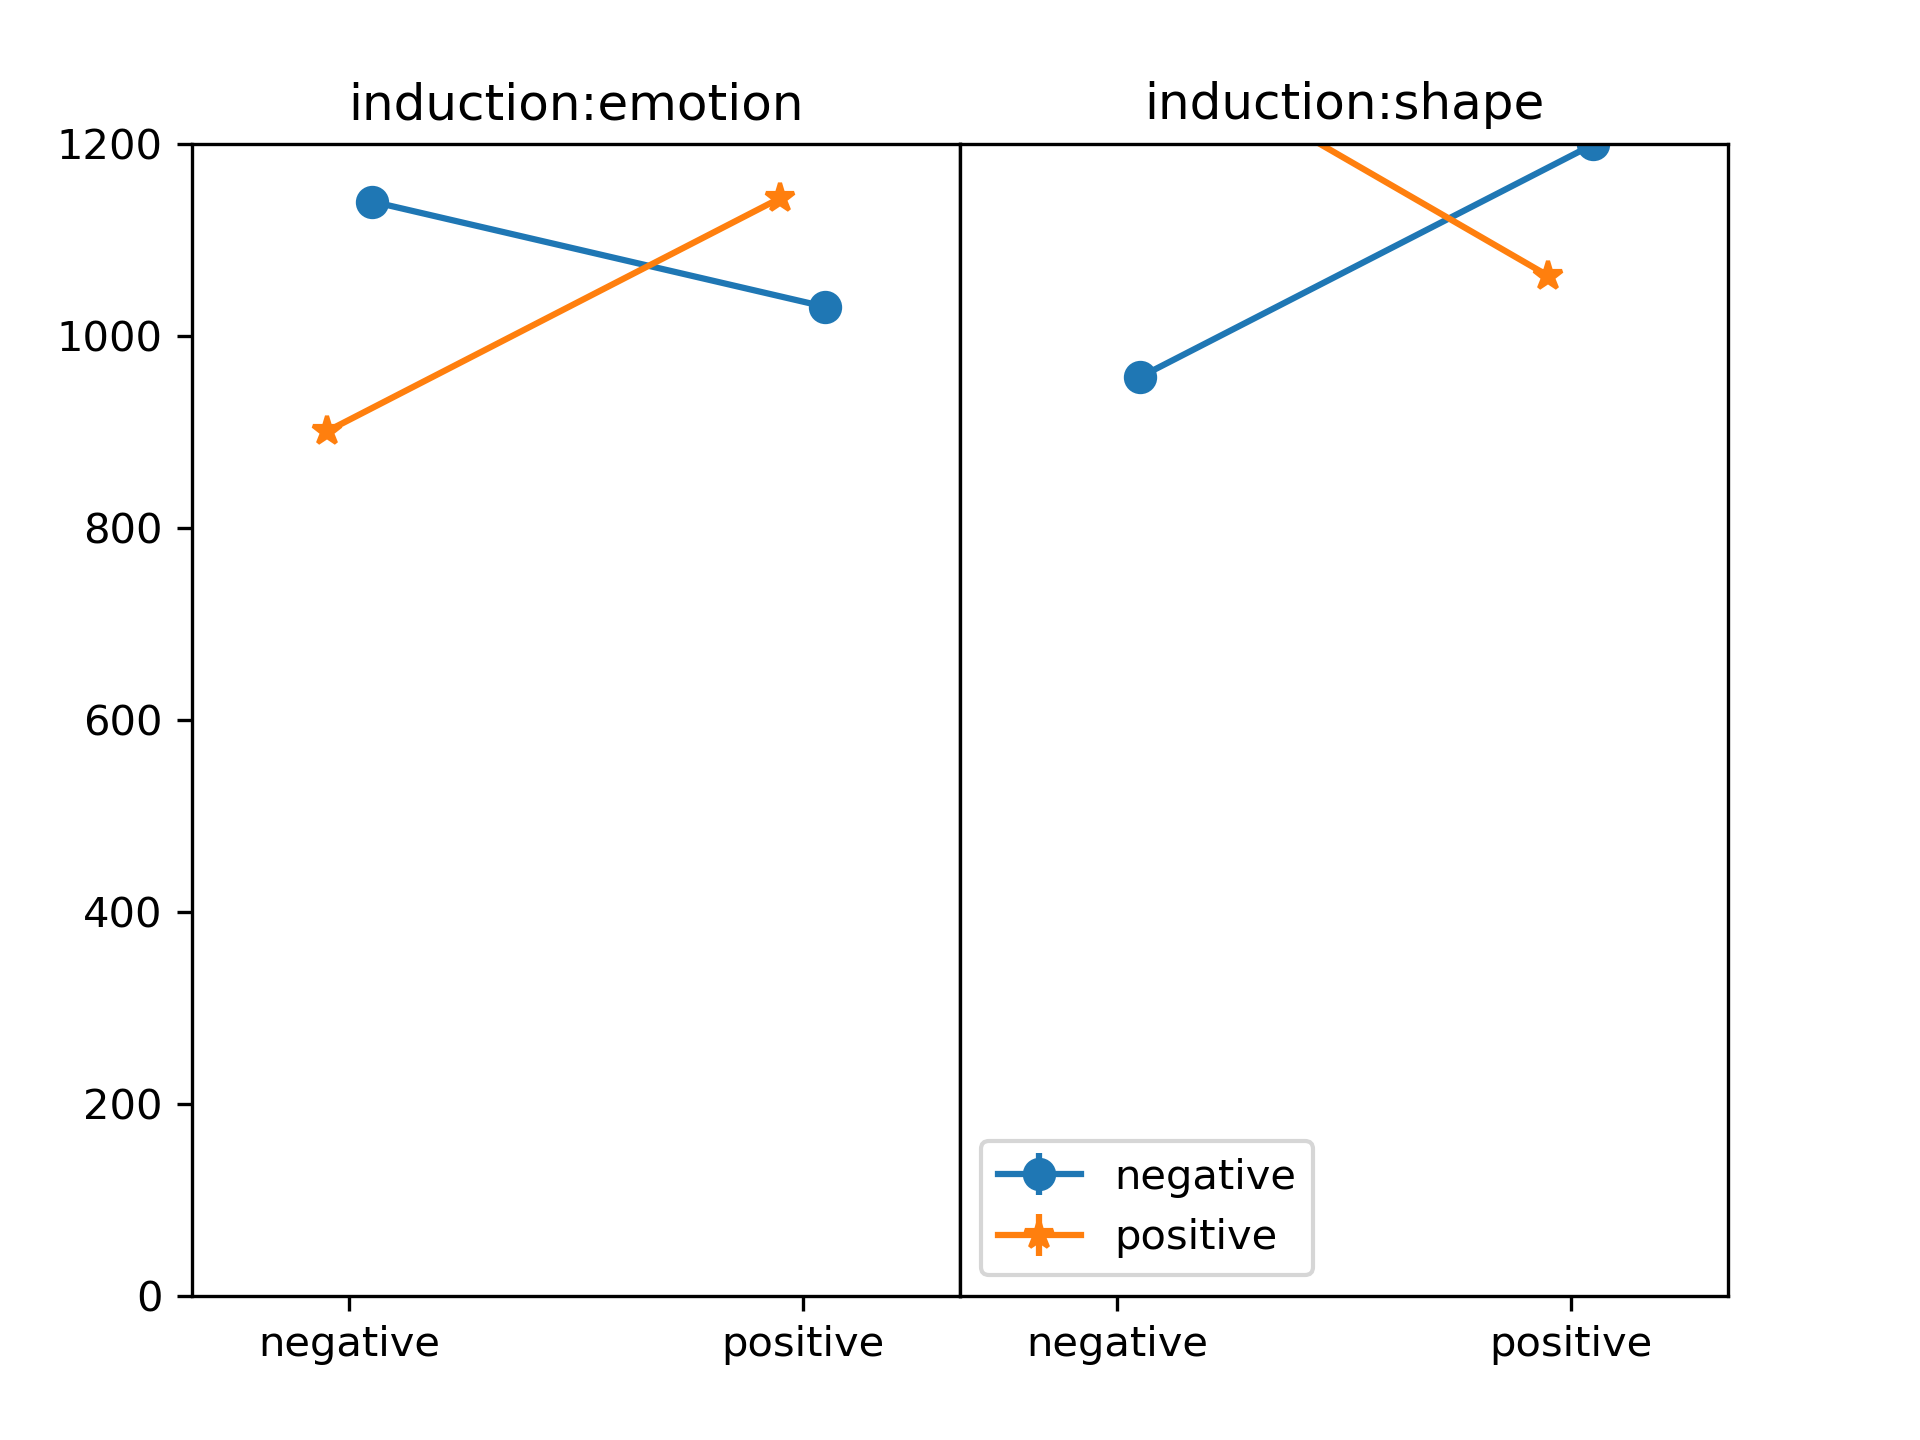 induction:emotion
induction:shape
1200
1000
800
600
400
200
0
negative
positive
negative positive
negative positive